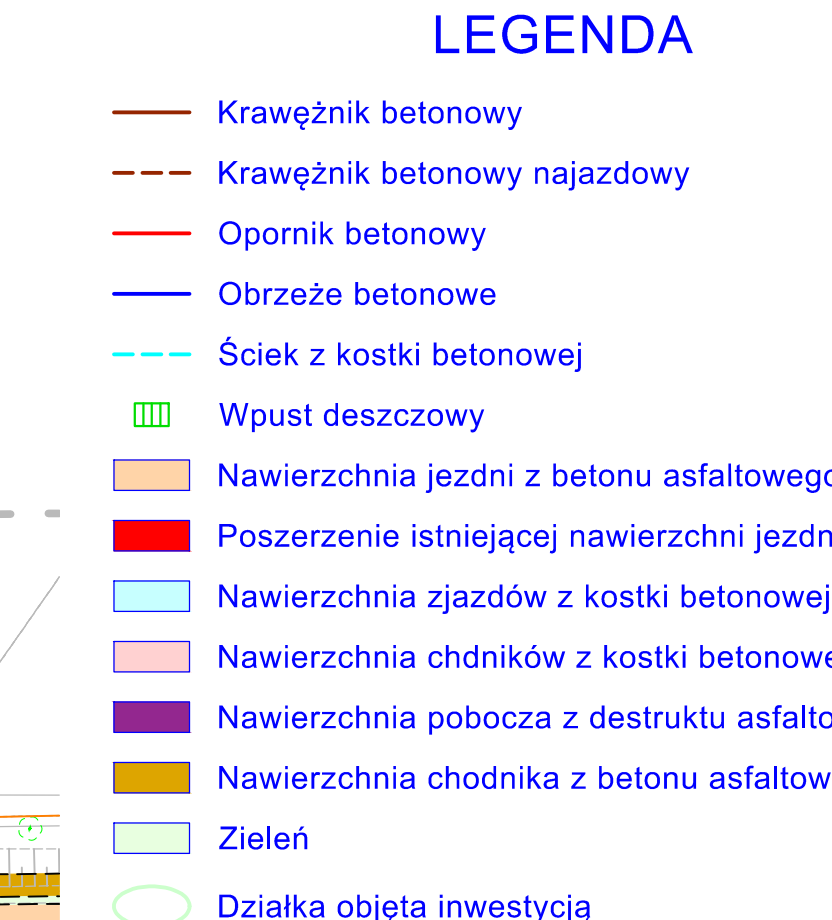 LEGENDA
Krawężnik betonowy
Krawężnik betonowy najazdowy
Opornik betonowy
Obrzeże betonowe
Ściek z kostki betonowej
Wpust deszczowy
Nawierzchnia jezdni z betonu asfaltowego
Poszerzenie istniejącej nawierzchni jezdn
Nawierzchnia zjazdów z kostki betonowej
Nawierzchnia chdników z kostki betonowe
Nawierzchnia pobocza z destruktu asfalto
Nawierzchnia chodnika z betonu asfaltow
Zieleń
Działka objęta inwestycją